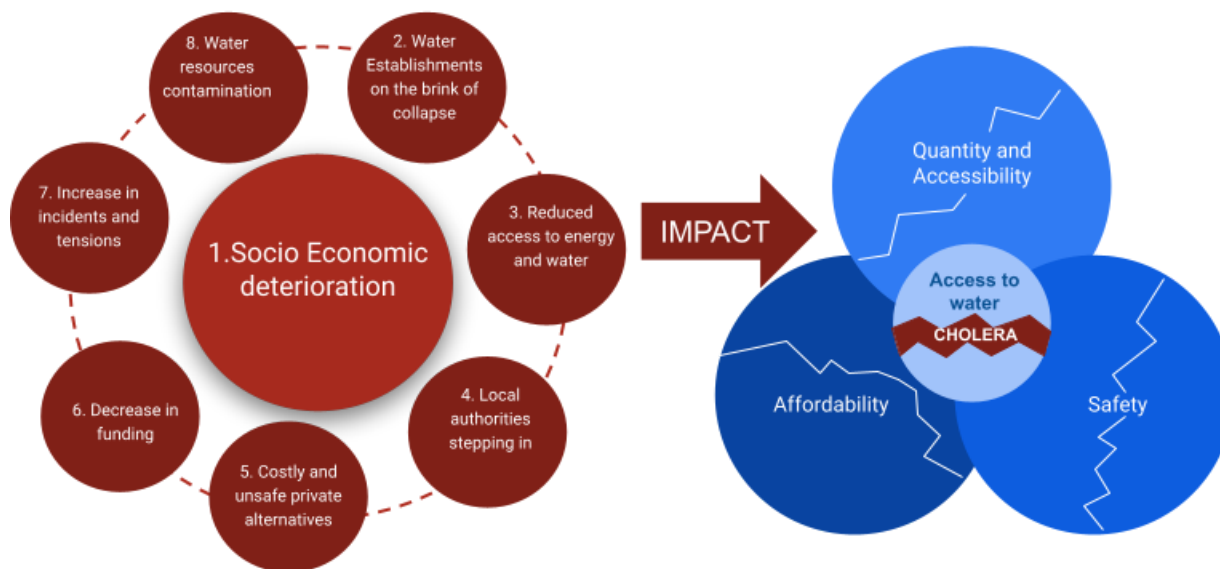 1.Socio Economic
deterioration
2. Water
Establishments
on the brink of
collapse
3. Reduced
access to energy
and water
4. Local
authorities
stepping in
5. Costly and
unsafe private
alternatives
6. Decrease in
funding
7. Increase in
incidents and
tensions
8. Water
resources
contamination
IMPACT
Quantity and
Accessibility
Access to
water
CHOLERA
Affordability
Safety